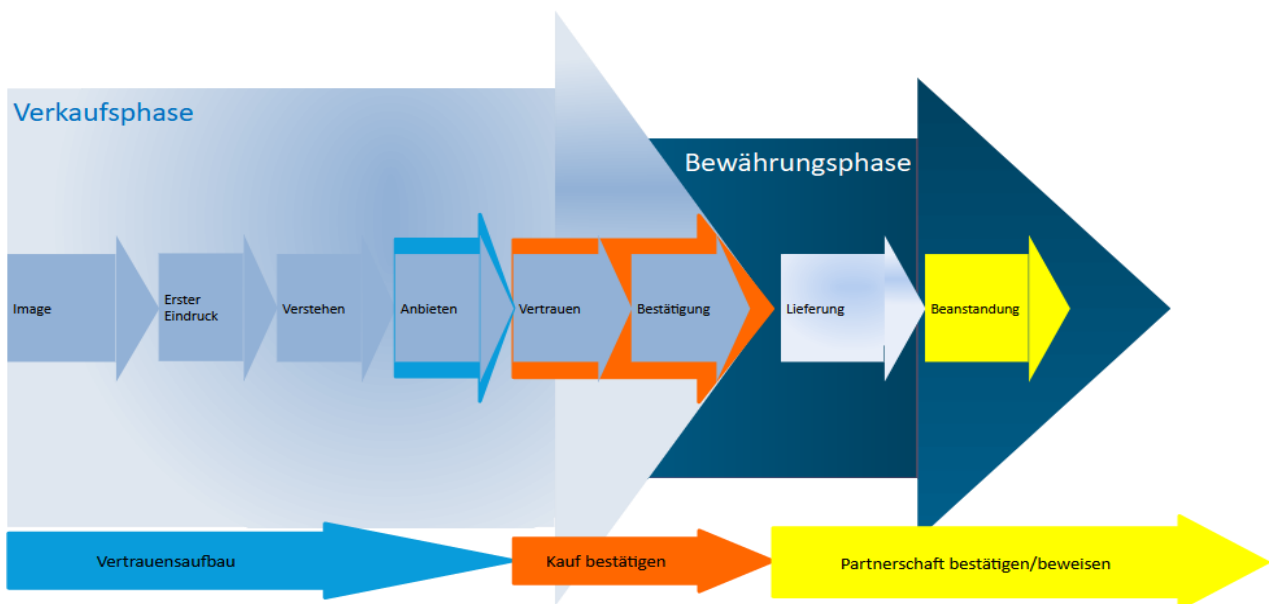 Verkaufsphase
Bewährungsphase
Image
Erster
Eindruck
Verstehen
Anbieten
Vertrauen
Bestätigung
Lieferung
Beanstandung
Vertrauensaufbau
Kauf bestätigen
Partnerschaft bestätigen/beweisen